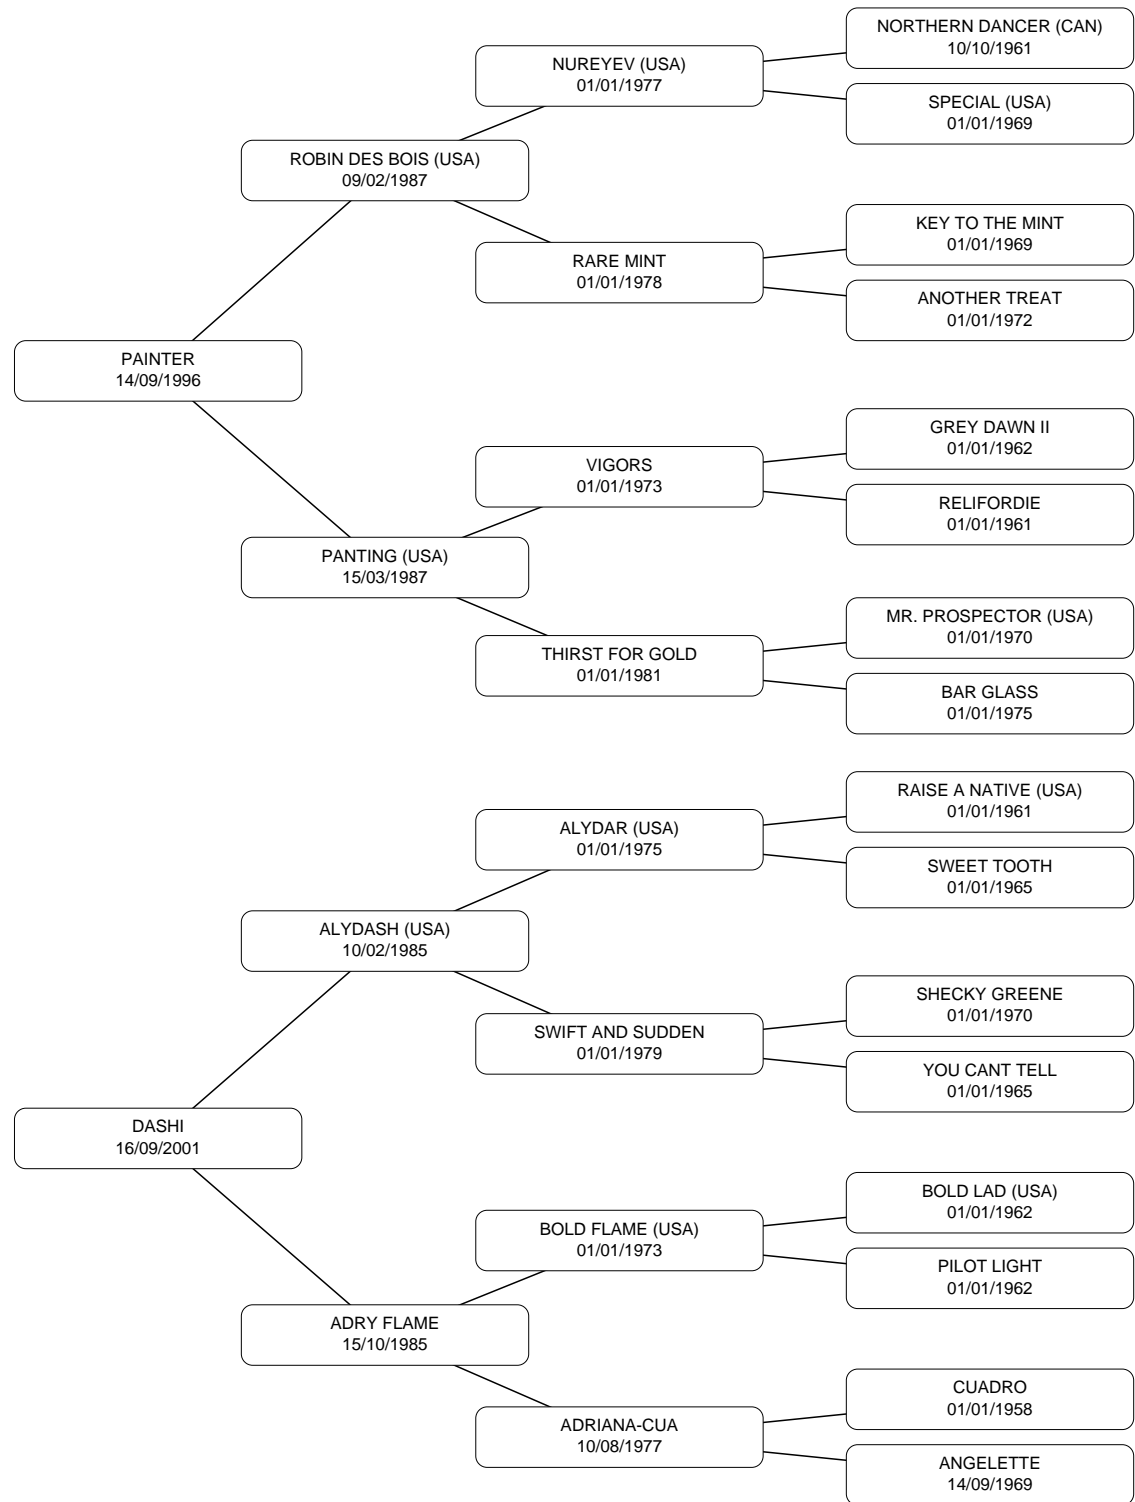 NORTHERN DANCER (CAN)
10/10/1961
NUREYEV (USA)
01/01/1977
SPECIAL (USA)
01/01/1969
ROBIN DES BOIS (USA)
09/02/1987
KEY TO THE MINT
01/01/1969
RARE MINT
01/01/1978
ANOTHER TREAT
01/01/1972
PAINTER
14/09/1996
GREY DAWN II
01/01/1962
VIGORS
01/01/1973
RELIFORDIE
01/01/1961
PANTING (USA)
15/03/1987
MR. PROSPECTOR (USA)
01/01/1970
THIRST FOR GOLD
01/01/1981
BAR GLASS
01/01/1975
RAISE A NATIVE (USA)
01/01/1961
ALYDAR (USA)
01/01/1975
SWEET TOOTH
01/01/1965
ALYDASH (USA)
10/02/1985
SHECKY GREENE
01/01/1970
SWIFT AND SUDDEN
01/01/1979
YOU CANT TELL
01/01/1965
DASHI
16/09/2001
BOLD LAD (USA)
01/01/1962
BOLD FLAME (USA)
01/01/1973
PILOT LIGHT
01/01/1962
ADRY FLAME
15/10/1985
CUADRO
01/01/1958
ADRIANA-CUA
10/08/1977
ANGELETTE
14/09/1969